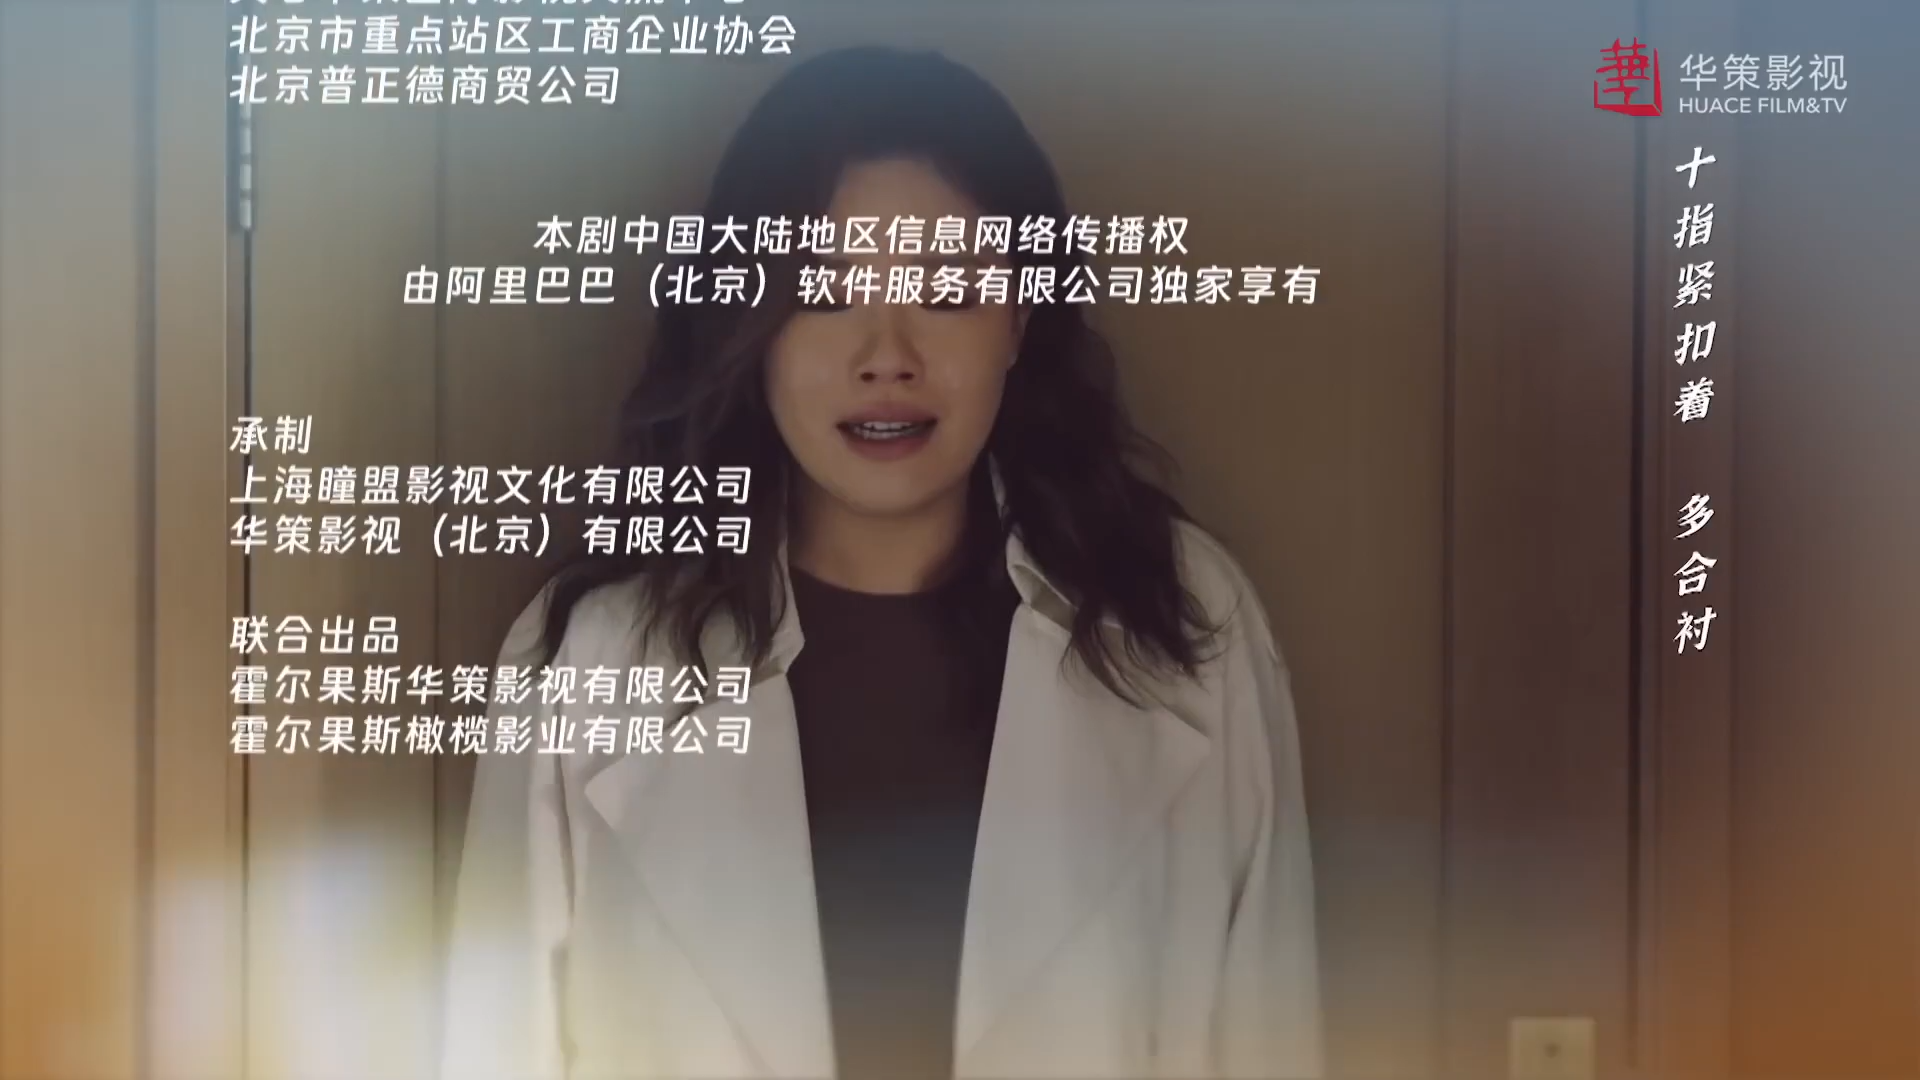 北京市重点站区工商企业协会
北京普正德商贸公司
本剧中国大陆地区信息网络传播权
由阿里巴巴（北京）软件服务有限公司独家享有
承制
上海瞳盟影视文化有限公司
华策影视（北京）有限公司
联合出品
霍尔果斯华策影视有限公司
霍尔果斯橄榄影业有限公司
华策影视
HUACE FILM&TV
十指紧扣着 多合衬